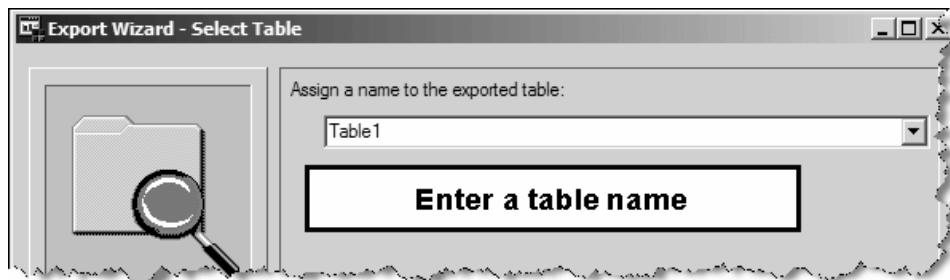 Export Wizard - Select Table
Assign a name to the exported table:
Table1
Enter a table name